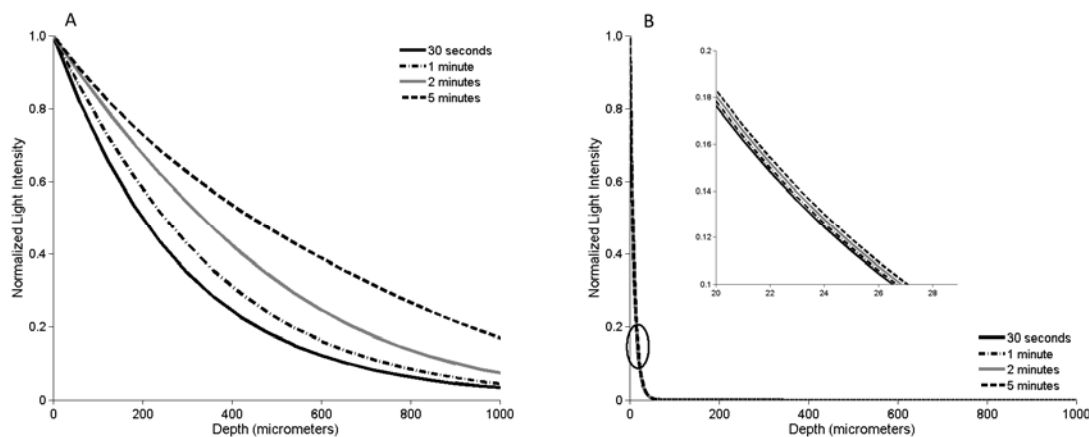 A
1.0
0.8
0.6
0.4
0.2
0
Normalized Light Intensity
0 200 400 600 800 1000
Depth (micrometers)
30 seconds
1 minute
2 minutes
5 minutes
B
1.0
0.8
0.6
0.4
0.2
0
Normalized Light Intensity
0 200 400 600 800 1000
Depth (micrometers)
0.2
0.18
0.16
0.14
0.12
0.1
20 22 24 26 28
30 seconds
1 minute
2 minutes
5 minutes